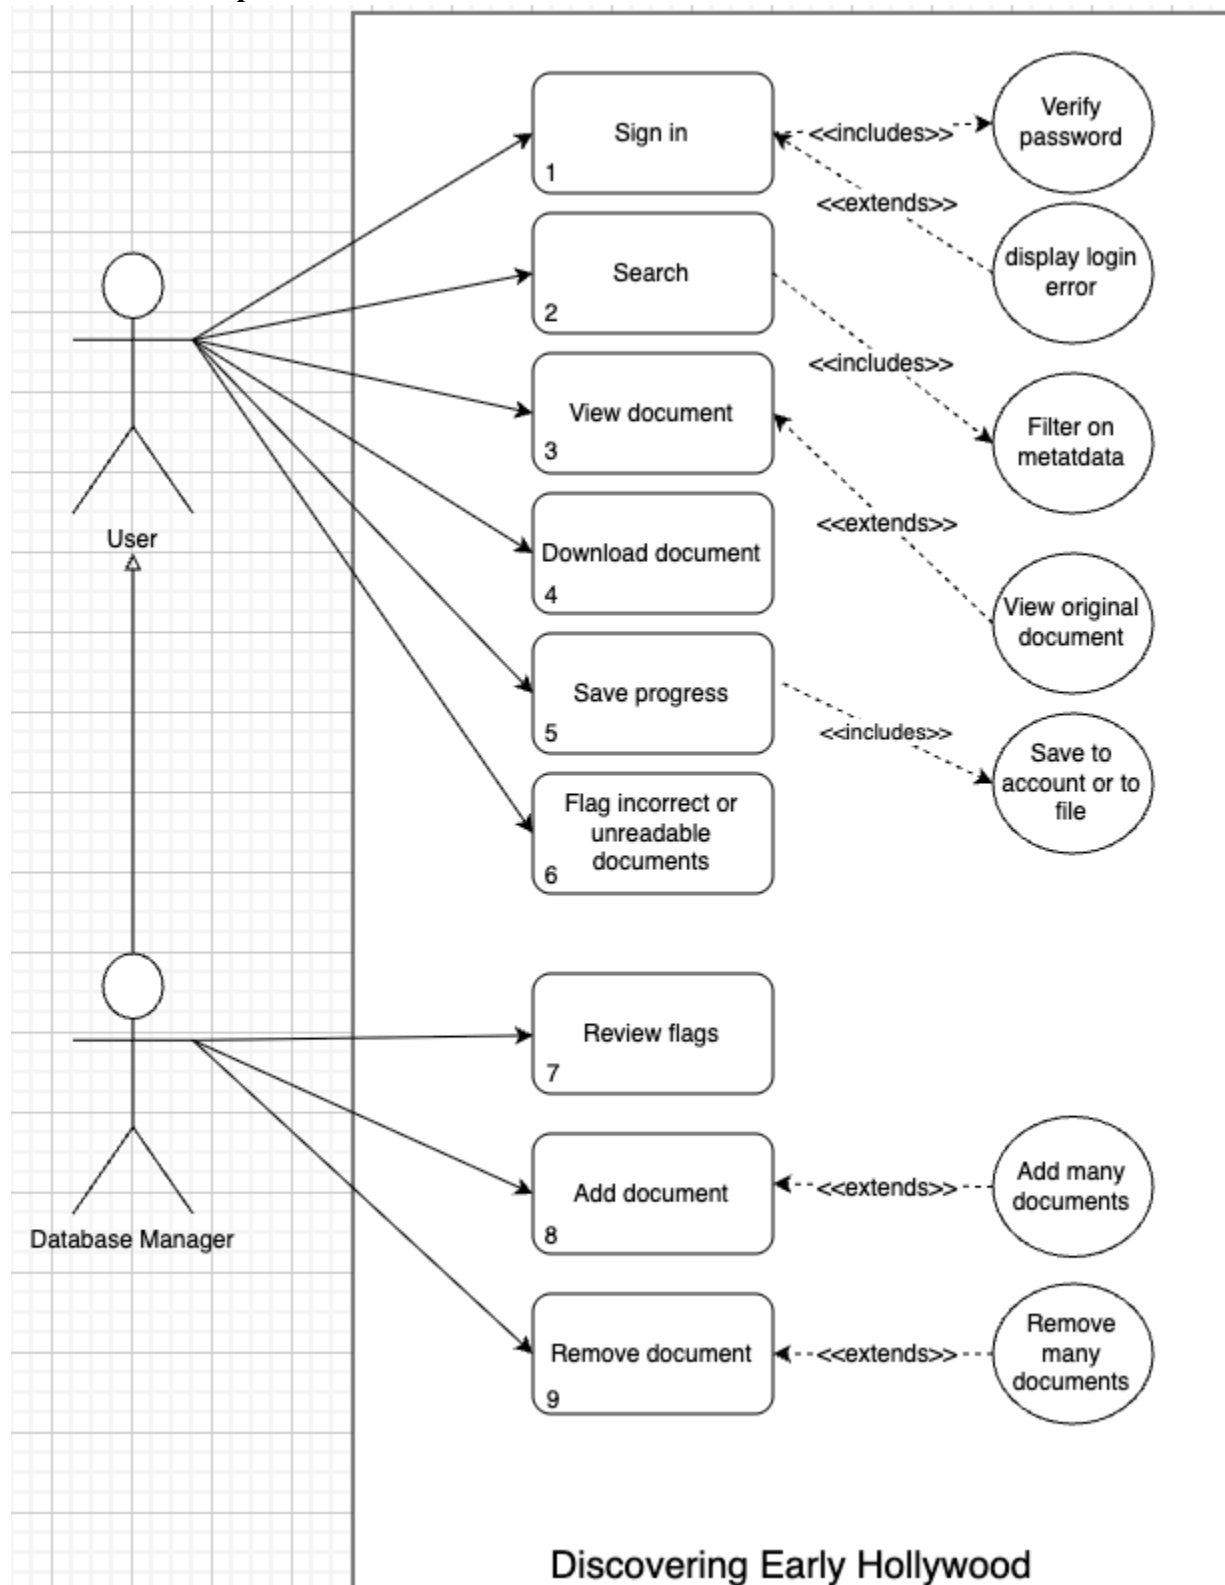 Sign in
1
<<includes>>
Verify
password
<<extends>>
display login
error
Search
2
<<includes>>
Filter on
metatdata
View document
3
<<extends>>
View original
document
Download document
4
User
Save progress
5
<<includes>>
Save to
account or to
file
Flag incorrect or
unreadable
documents
6
Review flags
7
Add document
8
<<extends>>
Add many
documents
Database Manager
Remove document
9
<<extends>>
Remove
many
documents
Discovering Early Hollywood